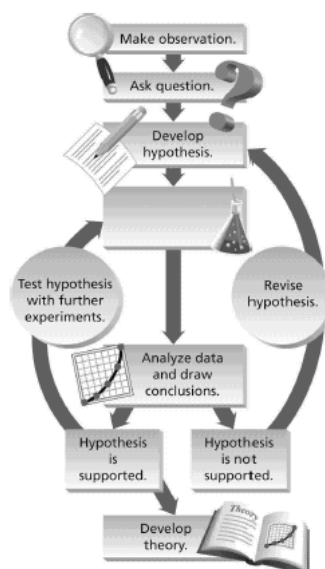 Make observation.
Ask question.
Develop
hypothesis.
Test hypothesis
with further
experiments.
Revise
hypothesis.
Analyze data
and draw
conclusions.
Hypothesis
is
supported.
Hypothesis
is not
supported.
Develop
theory.
Theory